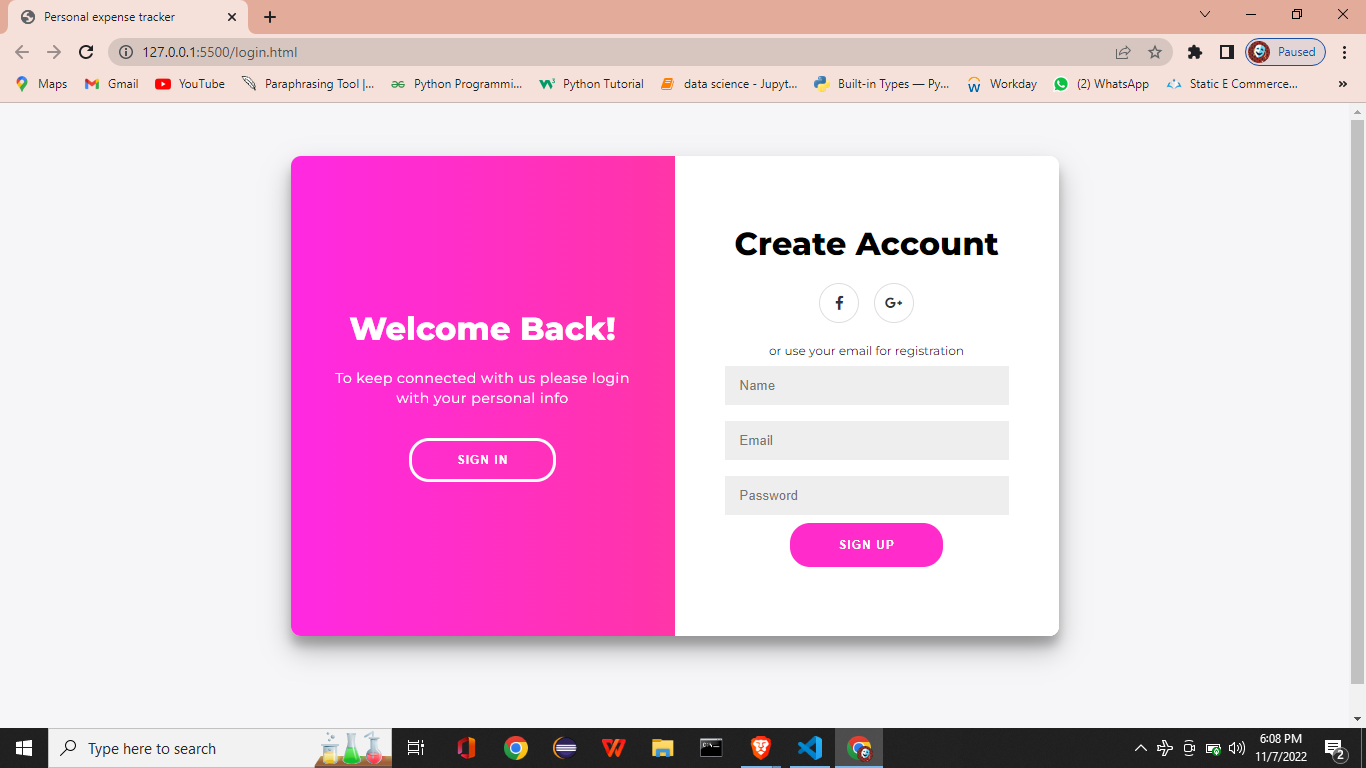 Personal expense tracker
127.0.0.1:5500/login.html
Paused
Maps
Gmail
YouTube
Paraphrasing Tool |...
Python Programmi...
Python Tutorial
data science - Jupyt...
Built-in Types — Py...
Workday
(2) WhatsApp
Static E Commerce...
Welcome Back!
To keep connected with us please login
with your personal info
SIGN IN
Create Account
f
G+
or use your email for registration
Name
Email
Password
SIGN UP
Type here to search
6:08 PM
11/7/2022
2